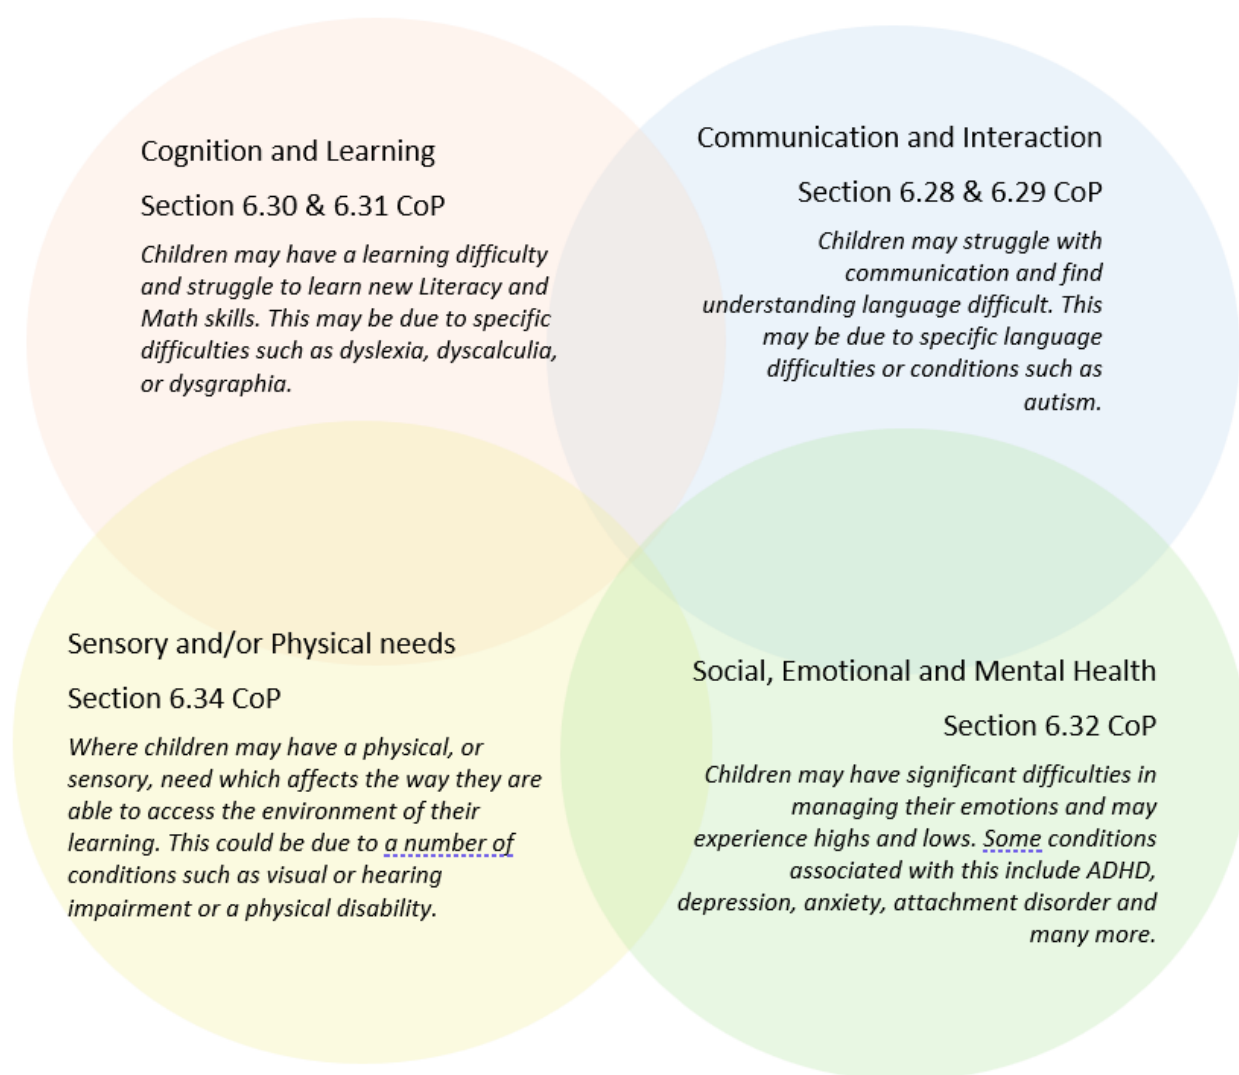 Cognition and Learning
Section 6.30 & 6.31 CoP
Children may have a learning difficulty
and struggle to learn new Literacy and
Math skills. This may be due to specific
difficulties such as dyslexia, dyscalculia,
or dysgraphia.
Communication and Interaction
Section 6.28 & 6.29 CoP
Children may struggle with
communication and find
understanding language difficult. This
may be due to specific language
difficulties or conditions such as
autism.
Sensory and/or Physical needs
Section 6.34 CoP
Where children may have a physical, or
sensory, need which affects the way they are
able to access the environment of their
learning. This could be due to a number of
conditions such as visual or hearing
impairment or a physical disability.
Social, Emotional and Mental Health
Section 6.32 CoP
Children may have significant difficulties in
managing their emotions and may
experience highs and lows. Some conditions
associated with this include ADHD,
depression, anxiety, attachment disorder and
many more.